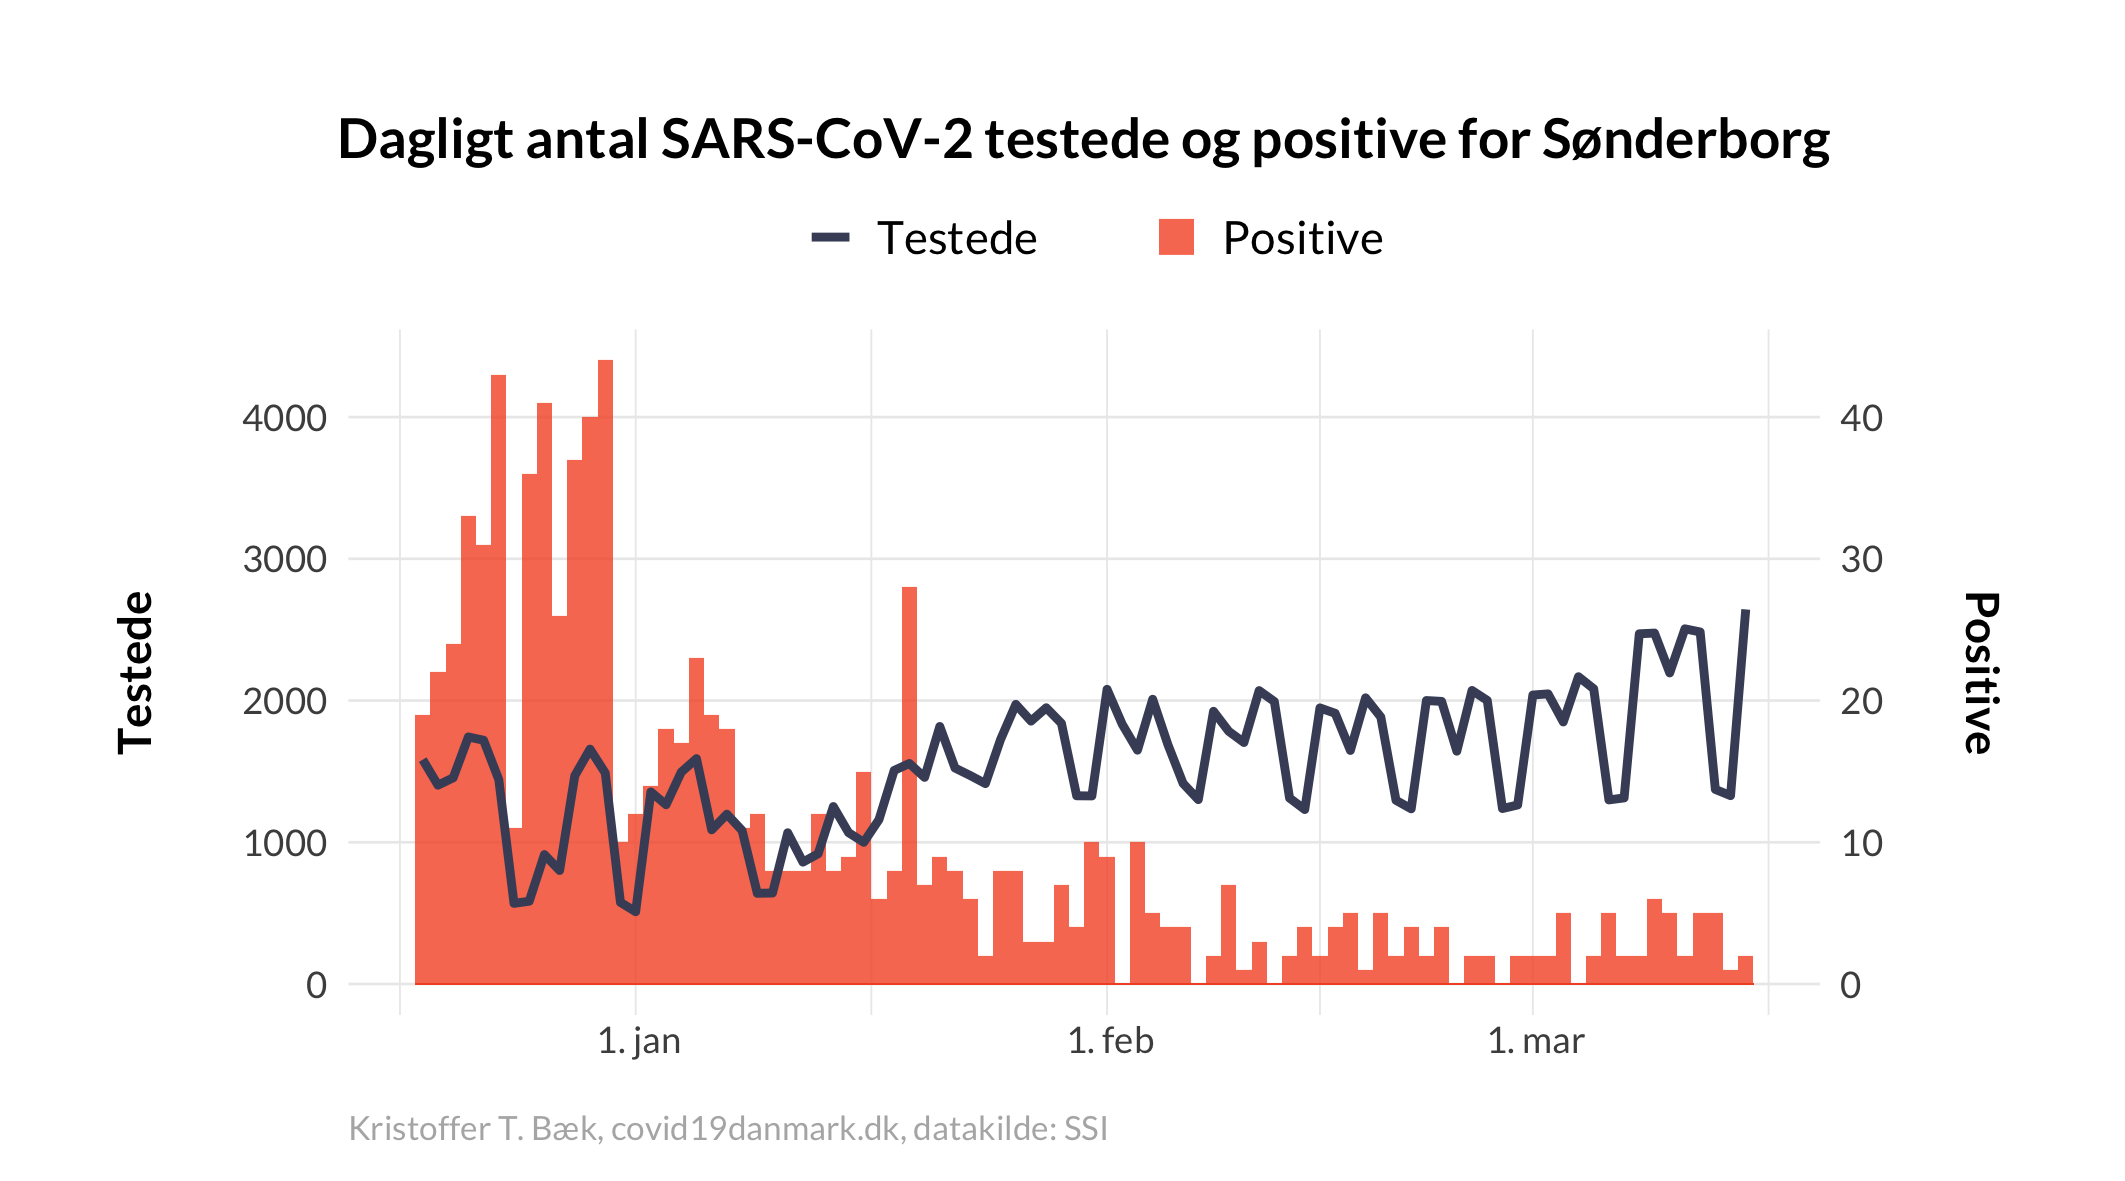 Dagligt antal SARS-CoV-2 testede og positive for Sønderborg
Testede
Positive
Testede
4000
3000
2000
1000
0
40
30
20
10
0
Positive
1. jan
1. feb
1. mar
Kristoffer T. Bæk, covid19danmark.dk, datakilde: SSI